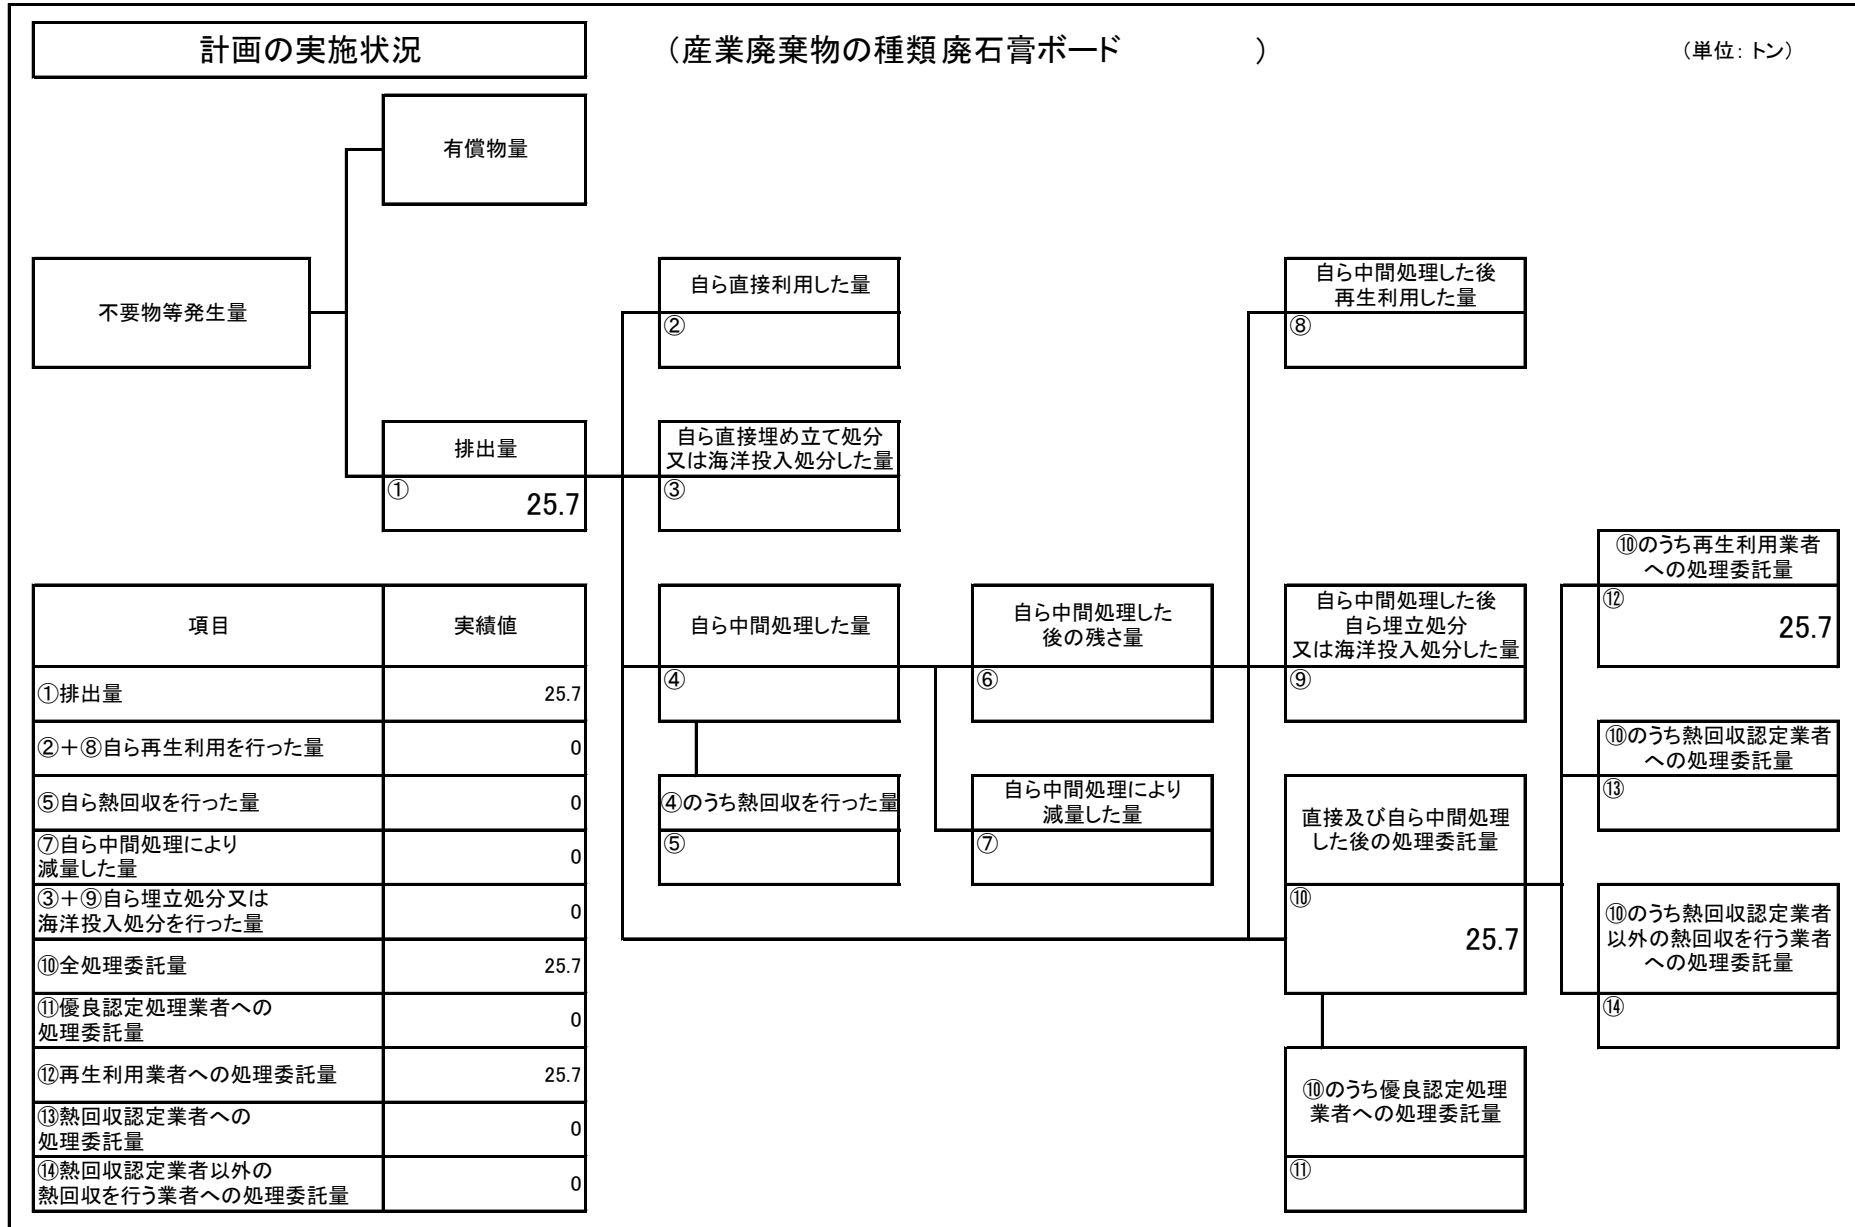 計画の実施状況
（産業廃棄物の種類 廃石膏ボード　　　　　）
（単位：トン）
有償物量
不要物等発生量
自ら直接利用した量
②
自ら中間処理した後
再生利用した量
⑧
排出量
①
25.7
自ら直接埋め立て処分
又は海洋投入処分した量
③
⑩のうち再生利用業者
への処理委託量
⑫
25.7
自ら中間処理した量
④
自ら中間処理した
後の残さ量
⑥
自ら中間処理した後
自ら埋立処分
又は海洋投入処分した量
⑨
⑩のうち熱回収認定業者
への処理委託量
⑬
④のうち熱回収を行った量
⑤
自ら中間処理により
減量した量
⑦
直接及び自ら中間処理
した後の処理委託量
⑩
25.7
⑩のうち熱回収認定業者
以外の熱回収を行う業者
への処理委託量
⑭
⑩のうち優良認定処理
業者への処理委託量
⑪
項目 実績値
①排出量 25.7
②＋⑧自ら再生利用を行った量 0
⑤自ら熱回収を行った量 0
⑦自ら中間処理により
減量した量 0
③＋⑨自ら埋立処分又は
海洋投入処分を行った量 0
⑩全処理委託量 25.7
⑪優良認定処理業者への
処理委託量 0
⑫再生利用業者への処理委託量 25.7
⑬熱回収認定業者への
処理委託量 0
⑭熱回収認定業者以外の
熱回収を行う業者への処理委託量 0